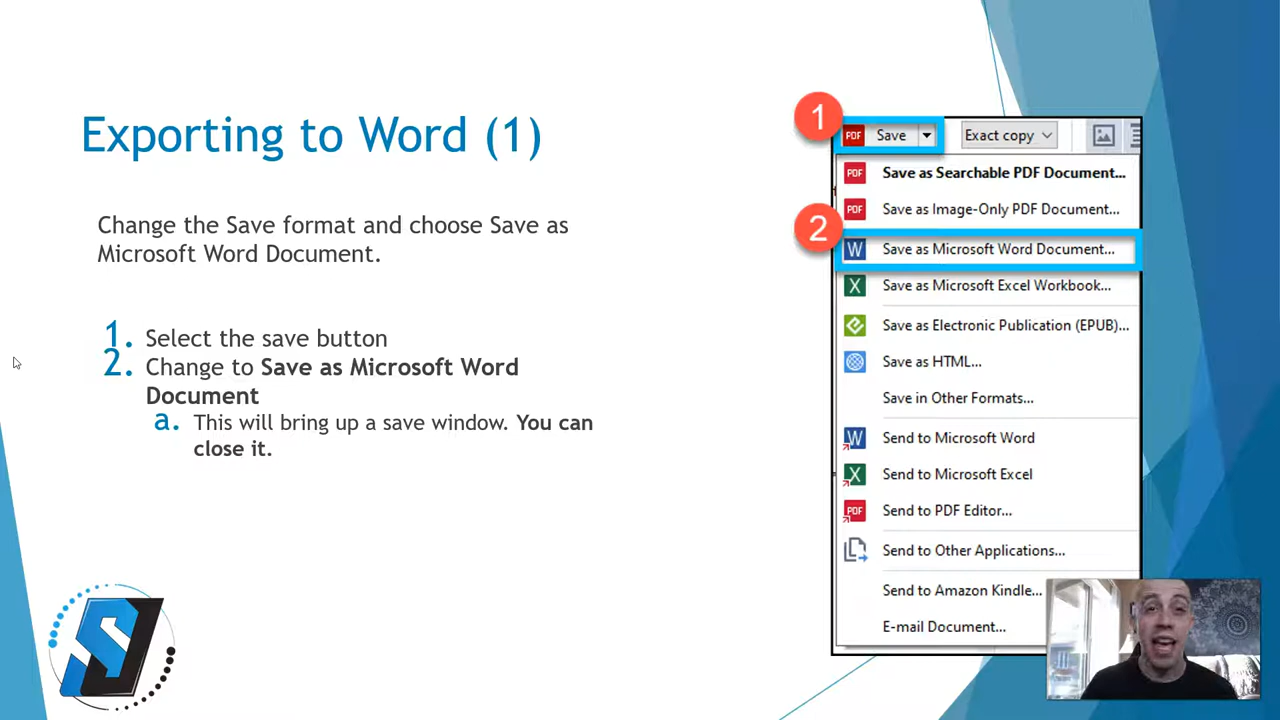 Exporting to Word (1)
Change the Save format and choose Save as
Microsoft Word Document.
1. Select the save button
2. Change to Save as Microsoft Word
Document
a. This will bring up a save window. You can
close it.
1
PDF Save Exact copy
PDF Save as Searchable PDF Document...
PDF Save as Image-Only PDF Document...
2
W Save as Microsoft Word Document...
X Save as Microsoft Excel Workbook...
Save as Electronic Publication (EPUB)...
Save as HTML...
Save in Other Formats...
W Send to Microsoft Word
X Send to Microsoft Excel
PDF Send to PDF Editor...
Send to Other Applications...
Send to Amazon Kindle...
E-mail Document...